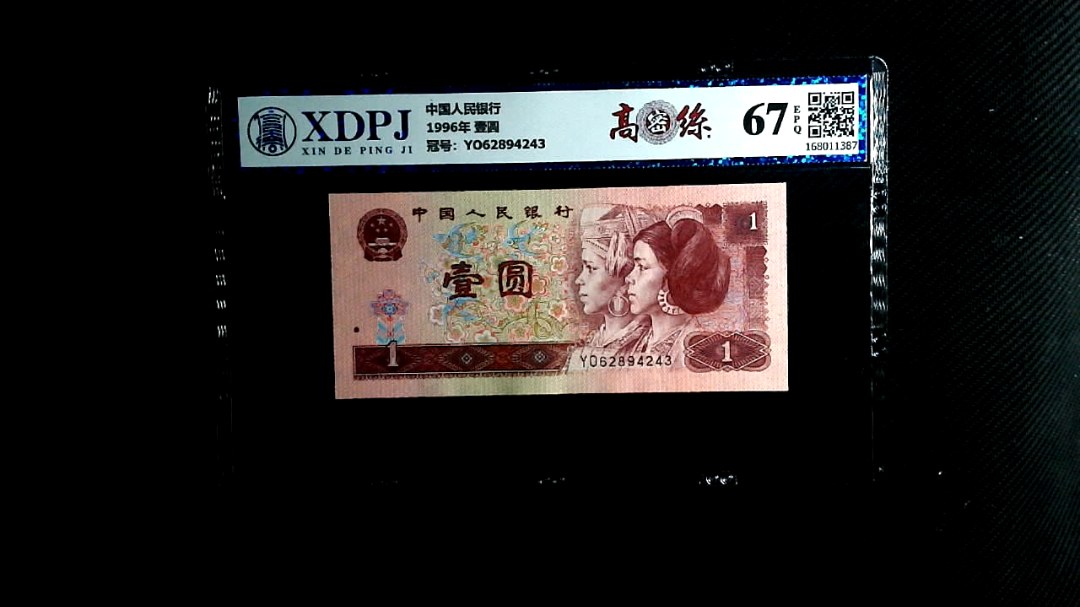 XDPJ
XIN DE PING JI
中国人民银行
1996年 壹圆
冠号：YO62894243
高密丝
67
EPQ
168011387
中国人民銀行
1
壹圆
1
YO62894243
1